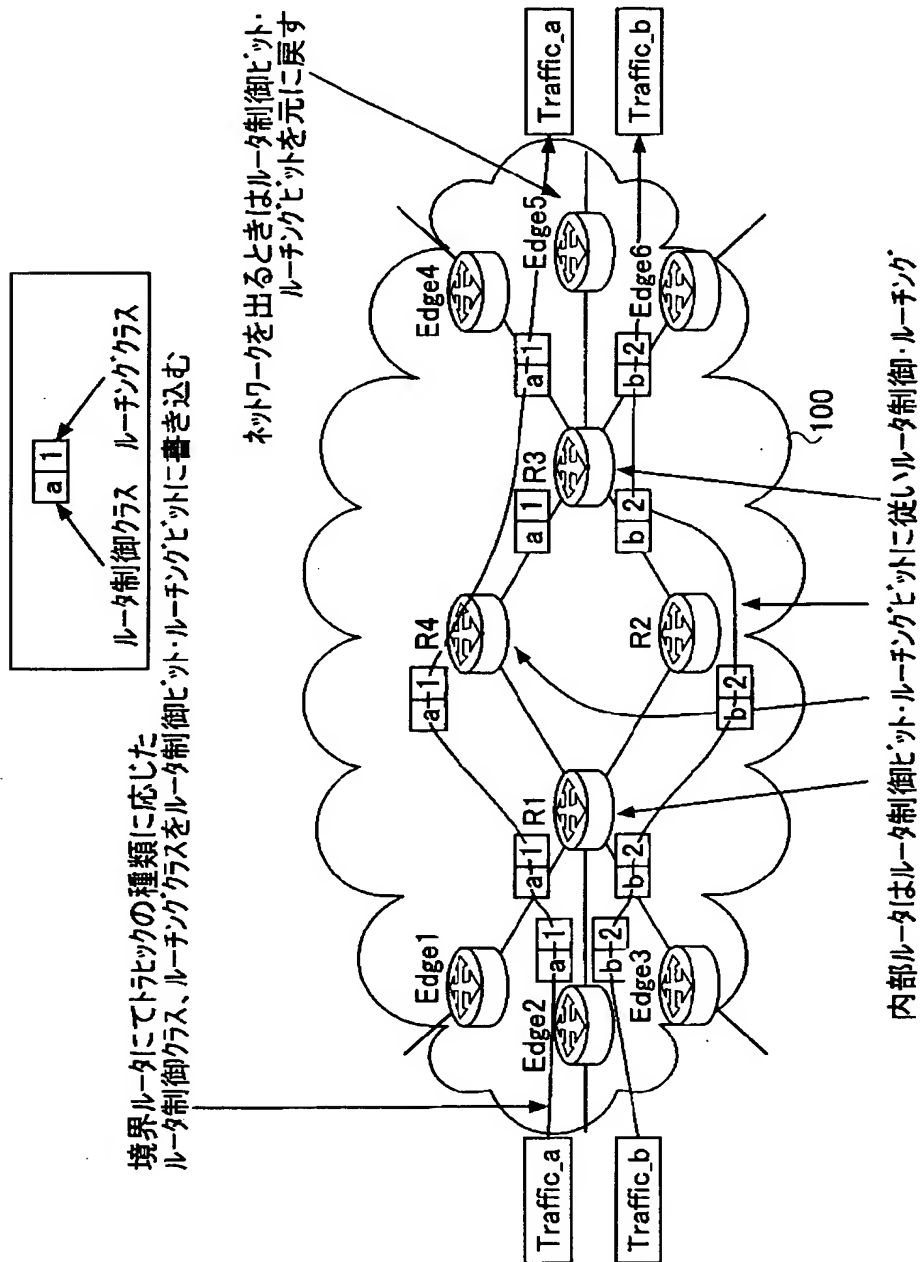 a 1
ルータ制御クラス ルーチングクラス
境界ルータにてトラヒックの種類に応じた
ルータ制御クラス、ルーチングクラスをルータ制御ビット・ルーチングビットに書き込む
ネットワークを出るときはルータ制御ビット・
ルーチングビットを元に戻す
Edge1
Edge4
a 1
R4
a 1
a 1
a 1
Traffic_a
a 1
Edge2
R1
R3
Edge5
Traffic_a
Traffic_b
b 2
b 2
R2
b 2
b 2
Traffic_b
Edge3
b 2
Edge6
100
内部ルータはルータ制御ビット・ルーチングビットに従いルータ制御・ルーチング